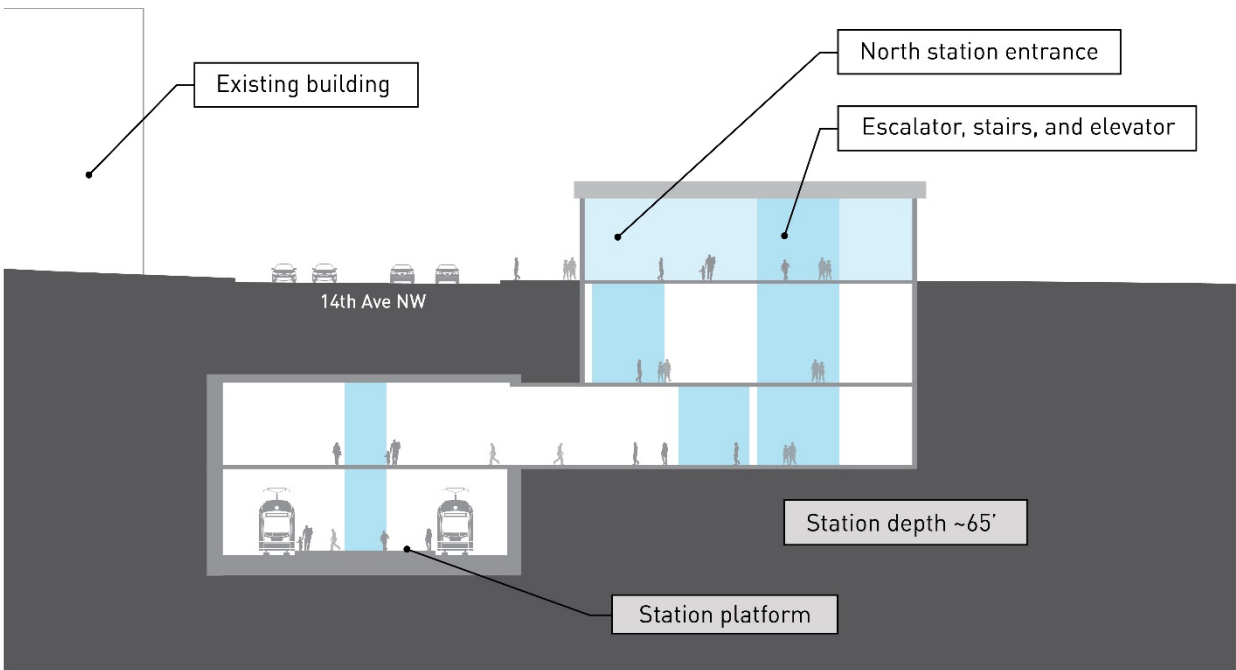 North station entrance
Existing building
Escalator, stairs, and elevator
14th Ave NW
Station depth ~65’
Station platform